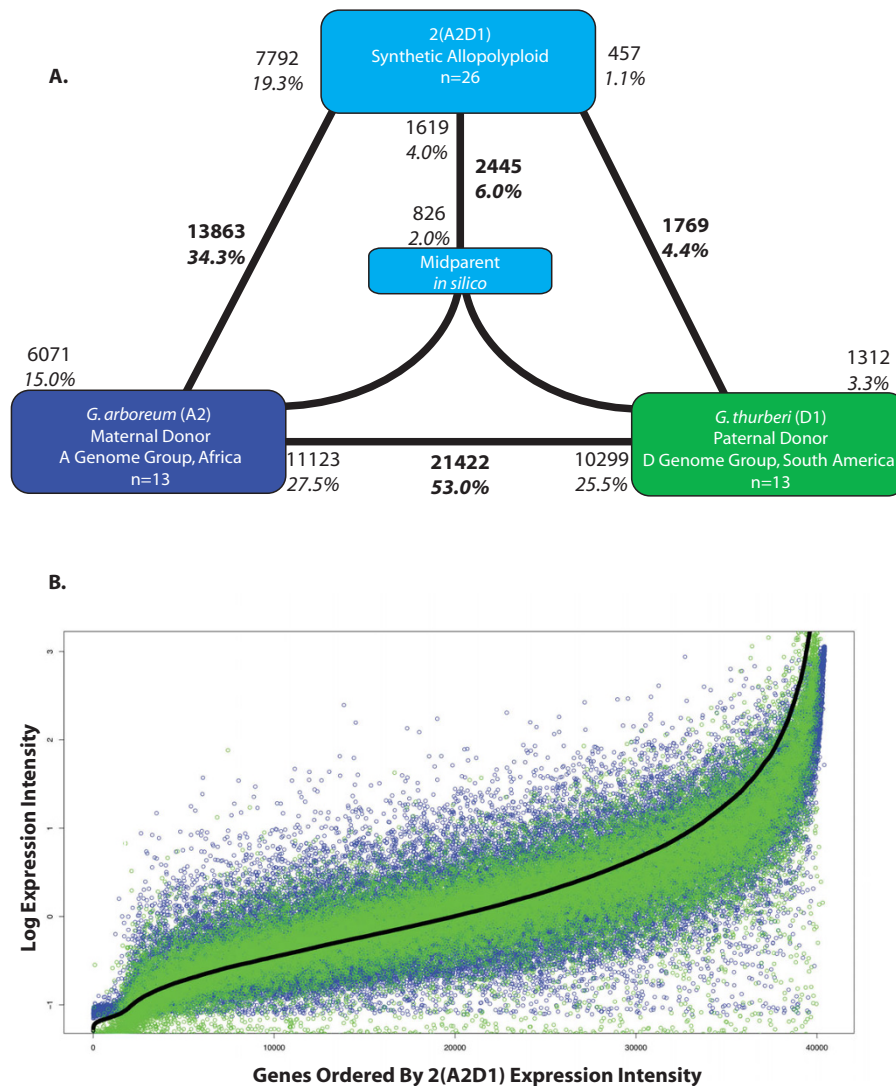 A.
2(A2D1)
Synthetic Allopolyploid
n=26
7792
19.3%
457
1.1%
1619
4.0%
2445
6.0%
826
2.0%
13863
34.3%
1769
4.4%
Midparent
in silico
6071
15.0%
1312
3.3%
G. arboreum (A2)
Maternal Donor
A Genome Group, Africa
n=13
G. thurberi (D1)
Paternal Donor
D Genome Group, South America
n=13
11123
27.5%
21422
53.0%
10299
25.5%
B.
Log Expression Intensity
3
2
1
0
-1
0 10000 20000 30000 40000
Genes Ordered By 2(A2D1) Expression Intensity